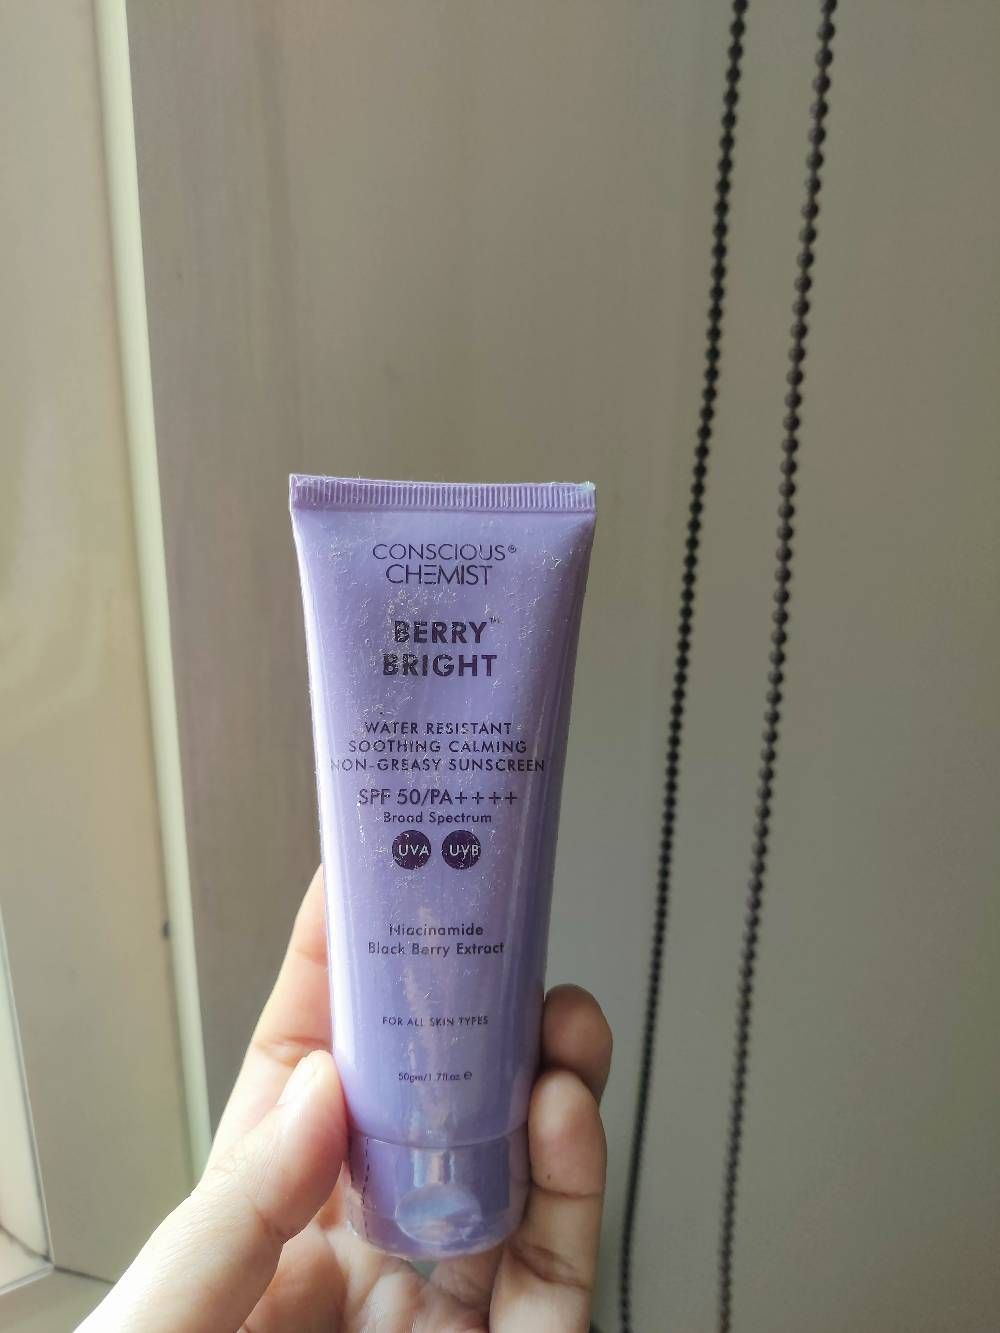 CONSCIOUS®
CHEMIST
BERRY™
BRIGHT
WATER RESISTANT
SOOTHING CALMING
NON-GREASY SUNSCREEN
SPF 50/PA++++
Broad Spectrum
UVA UVB
Niacinamide
Black Berry Extract
FOR ALL SKIN TYPES
50gm/1.7fl.oz. ℮